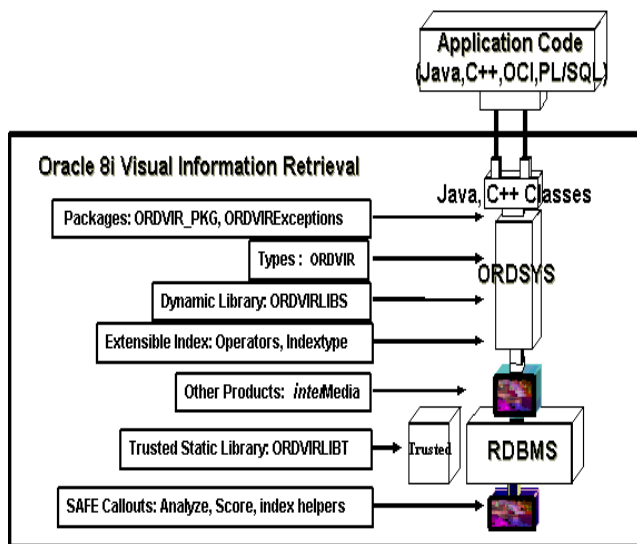 Application Code
(Java,C++,OCI,PL/SQL)
Oracle 8i Visual Information Retrieval
Java, C++ Classes
Packages: ORDVIR_PKG, ORDVIRExceptions
Types : ORDVIR
ORDSYS
Dynamic Library: ORDVIRLIBS
Extensible Index: Operators, Indextype
Other Products: interMedia
Trusted Static Library: ORDVIRLIBT
Trusted
RDBMS
SAFE Callouts: Analyze, Score, index helpers